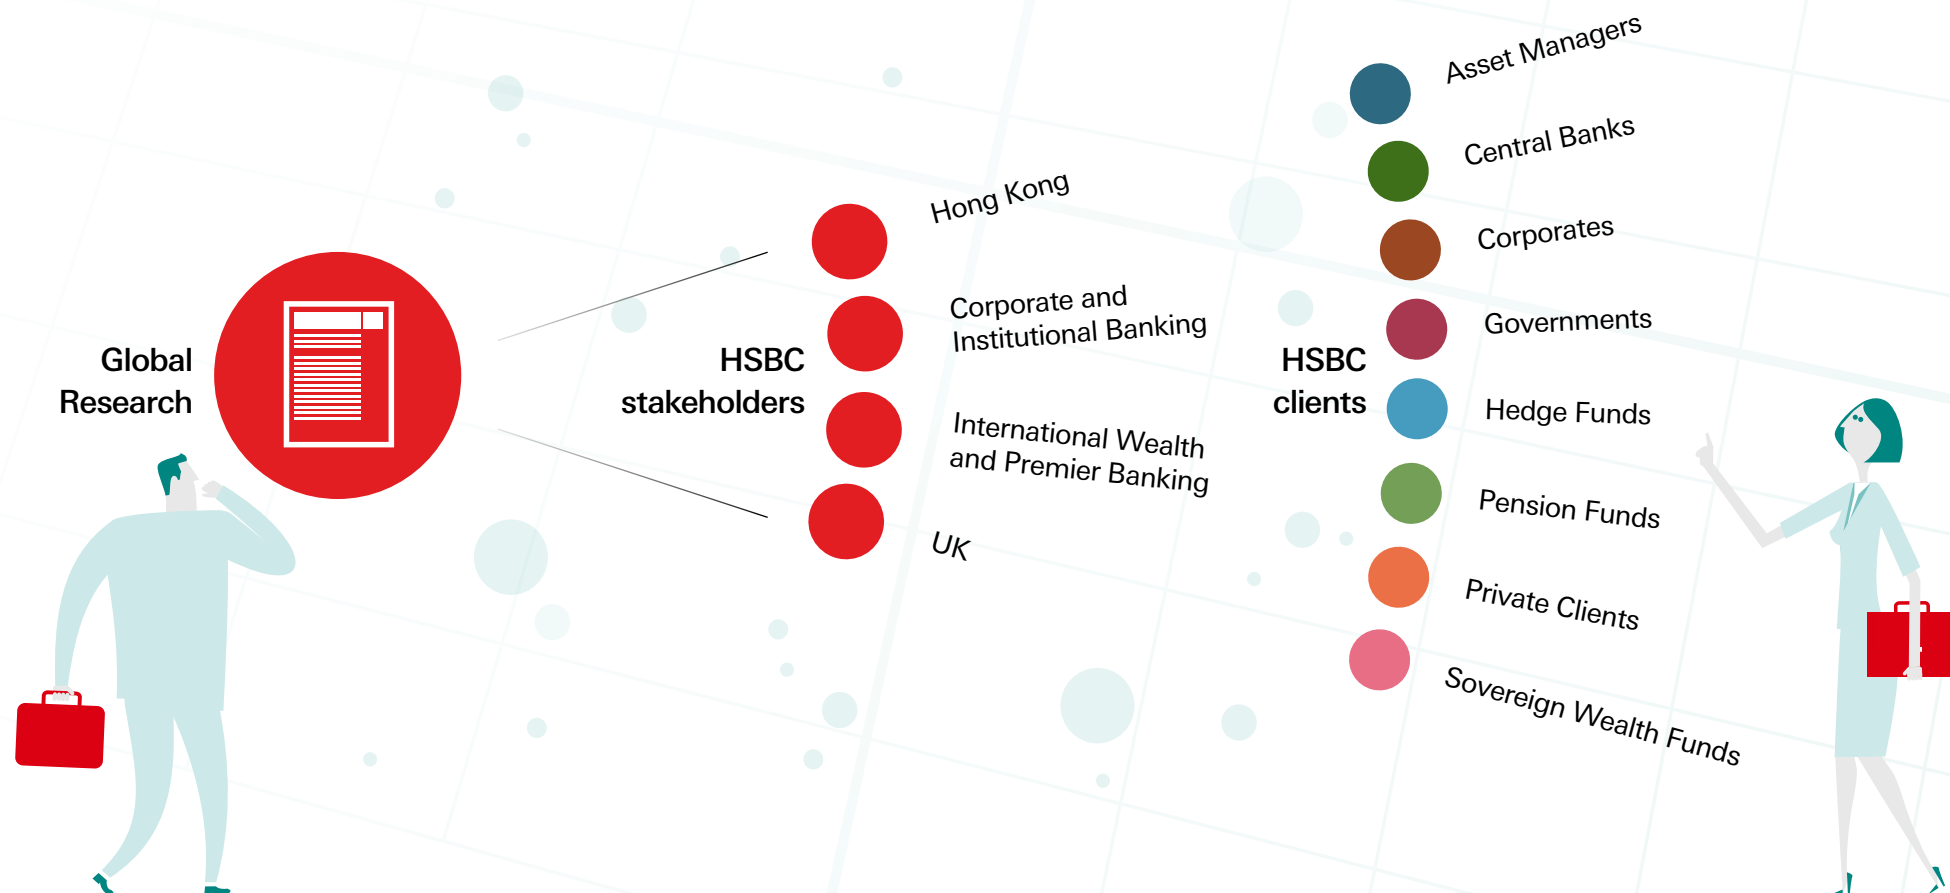 Global
Research
HSBC
stakeholders
Hong Kong
Corporate and
Institutional Banking
International Wealth
and Premier Banking
UK
HSBC
clients
Asset Managers
Central Banks
Corporates
Governments
Hedge Funds
Pension Funds
Private Clients
Sovereign Wealth Funds